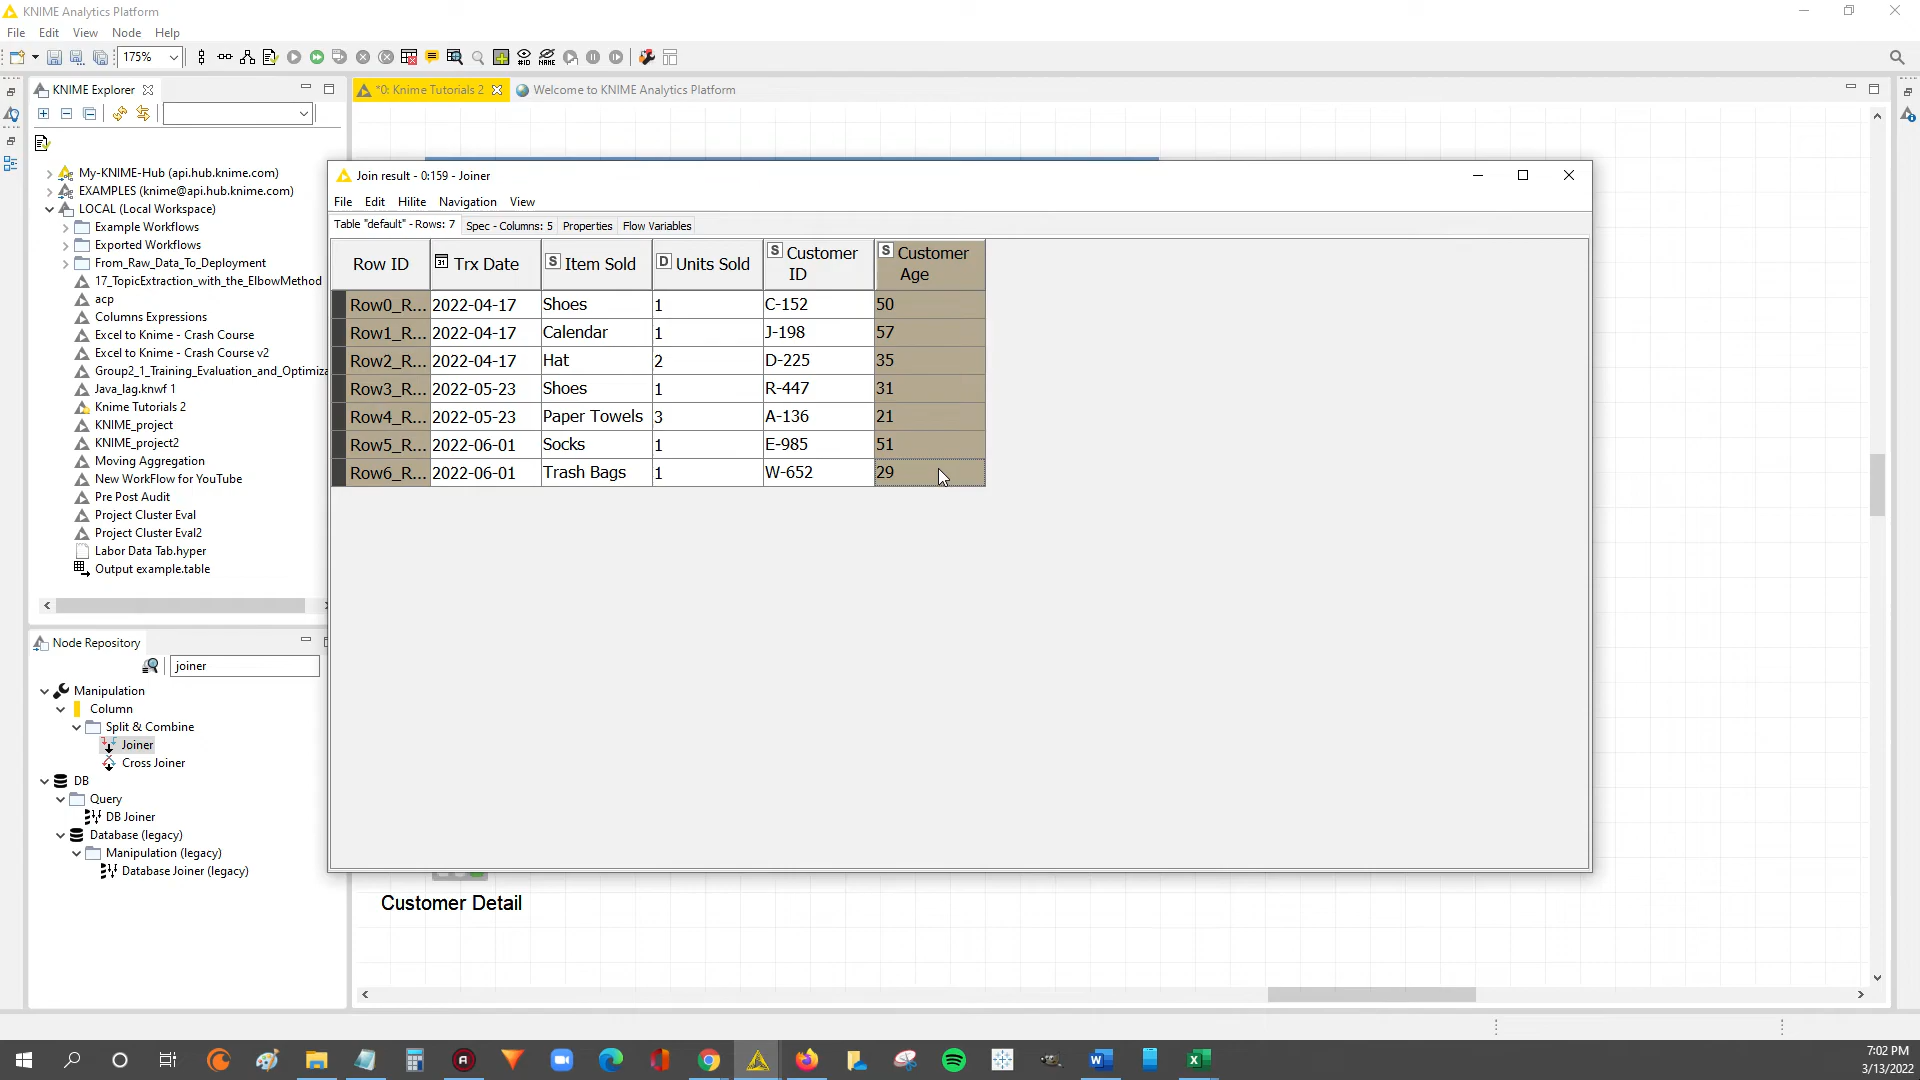 KNIME Analytics Platform
File Edit View Node Help
175%
KNIME Explorer
*0: Knime Tutorials 2
Welcome to KNIME Analytics Platform
My-KNIME-Hub (api.hub.knime.com)
EXAMPLES (knime@api.hub.knime.com)
LOCAL (Local Workspace)
Example Workflows
Exported Workflows
From_Raw_Data_To_Deployment
17_TopicExtraction_with_the_ElbowMethod
acp
Columns Expressions
Excel to Knime - Crash Course
Excel to Knime - Crash Course v2
Group2_1_Training_Evaluation_and_Optimiza
Java_lag.knwf 1
Knime Tutorials 2
KNIME_project
KNIME_project2
Moving Aggregation
New WorkFlow for YouTube
Pre Post Audit
Project Cluster Eval
Project Cluster Eval2
Labor Data Tab.hyper
Output example.table
Node Repository
joiner
Manipulation
Column
Split & Combine
Joiner
Cross Joiner
DB
Query
DB Joiner
Database (legacy)
Manipulation (legacy)
Database Joiner (legacy)
Join result - 0:159 - Joiner
File Edit Hilite Navigation View
Table "default" - Rows: 7 Spec - Columns: 5 Properties Flow Variables
Row ID 31 Trx Date S Item Sold D Units Sold S Customer ID S Customer Age
Row0_R... 2022-04-17 Shoes 1 C-152 50
Row1_R... 2022-04-17 Calendar 1 J-198 57
Row2_R... 2022-04-17 Hat 2 D-225 35
Row3_R... 2022-05-23 Shoes 1 R-447 31
Row4_R... 2022-05-23 Paper Towels 3 A-136 21
Row5_R... 2022-06-01 Socks 1 E-985 51
Row6_R... 2022-06-01 Trash Bags 1 W-652 29
Customer Detail
7:02 PM
3/13/2022